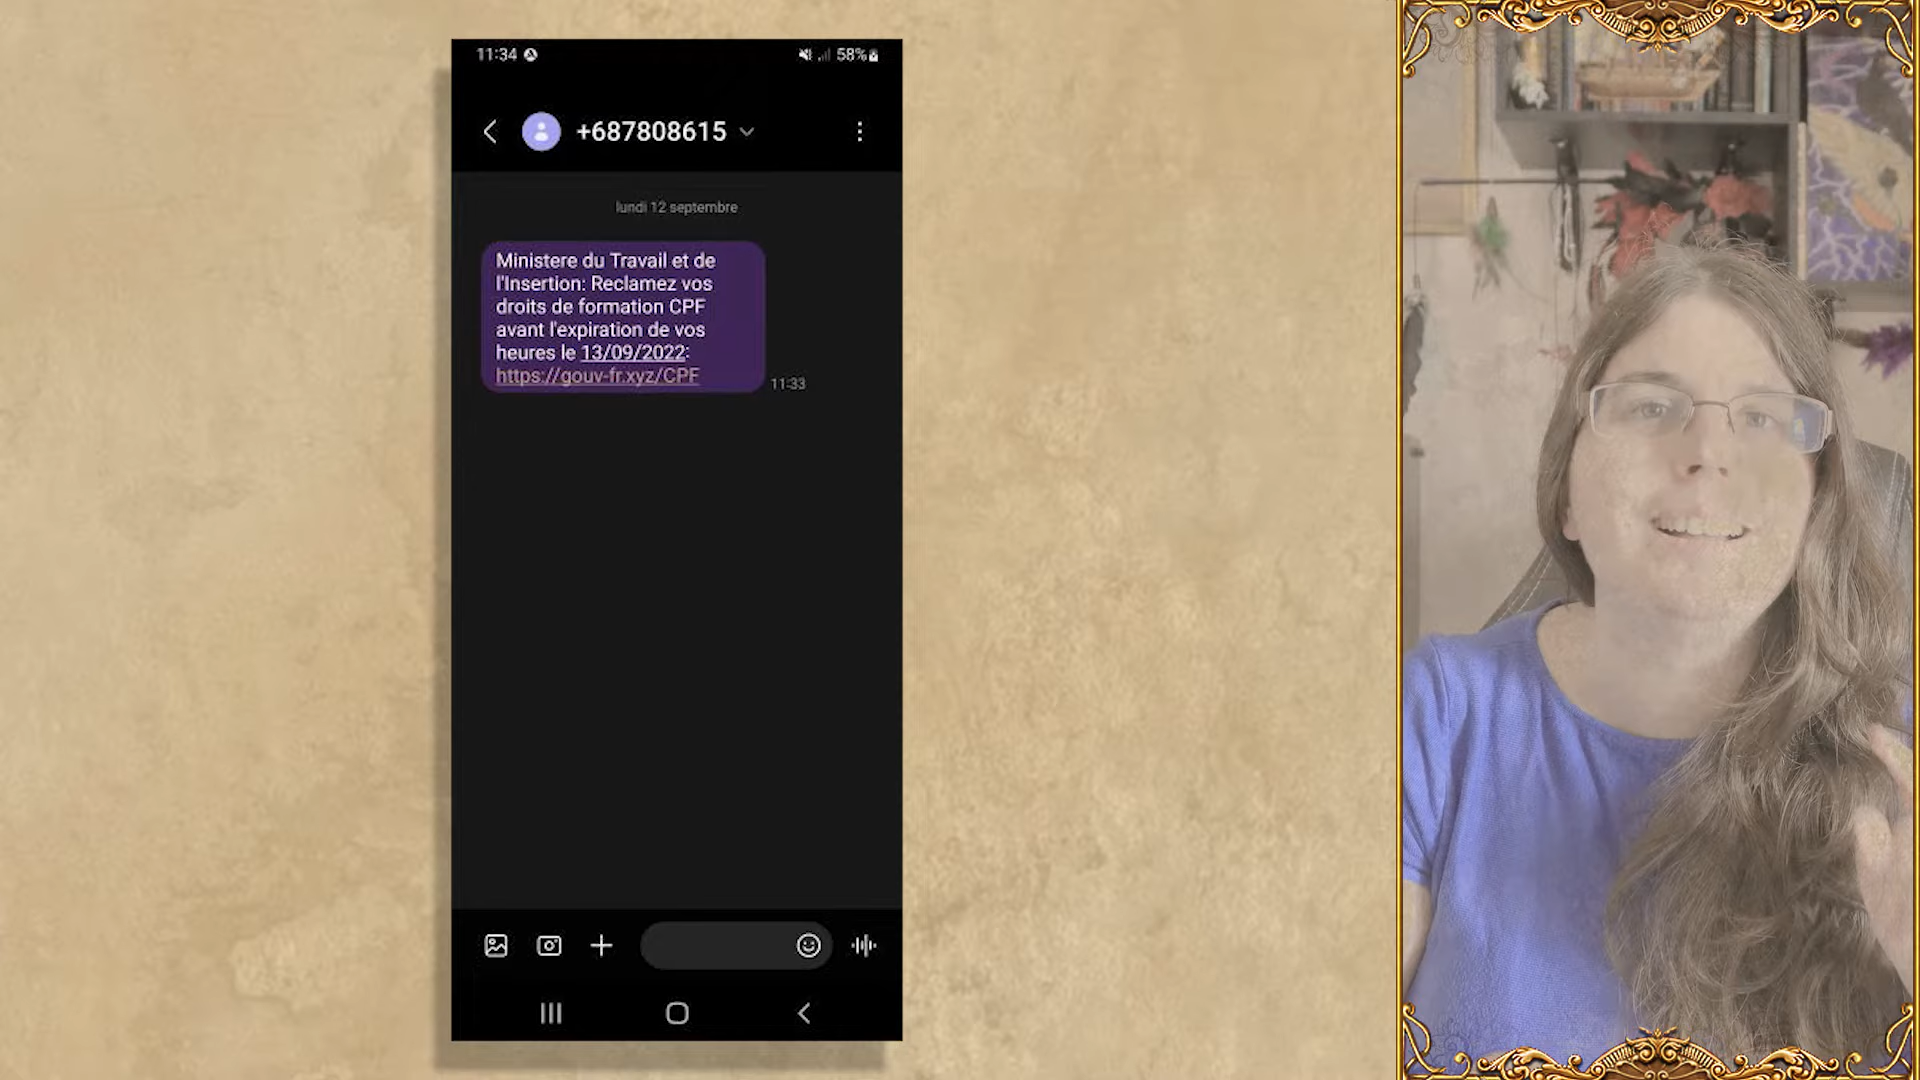 11:34
58%
+687808615
lundi 12 septembre
Ministere du Travail et de
l'Insertion: Reclamez vos
droits de formation CPF
avant l'expiration de vos
heures le 13/09/2022:
https://gouv-fr.xyz/CPF
11:33